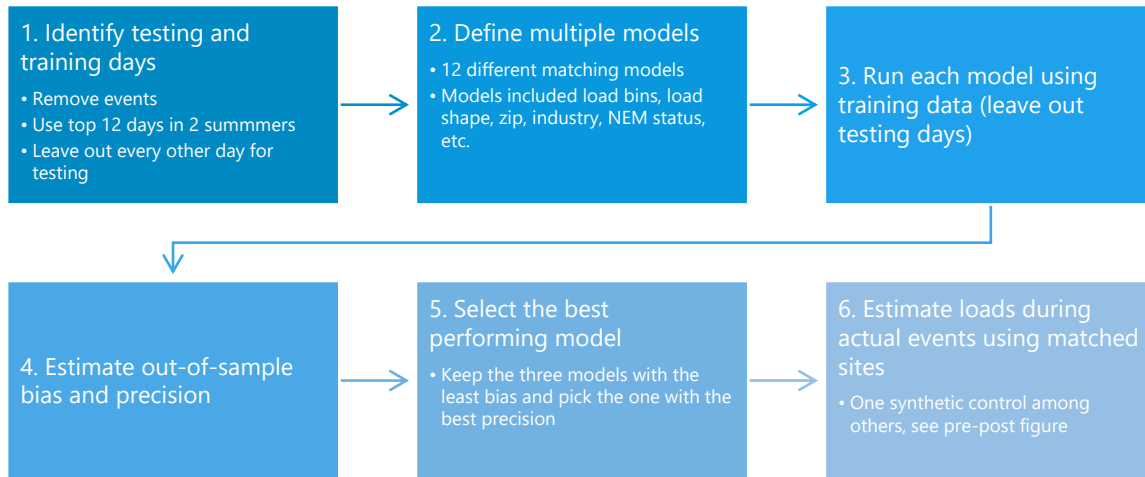 1. Identify testing and
training days
• Remove events
• Use top 12 days in 2 summmers
• Leave out every other day for
testing
2. Define multiple models
• 12 different matching models
• Models included load bins, load
shape, zip, industry, NEM status,
etc.
3. Run each model using
training data (leave out
testing days)
4. Estimate out-of-sample
bias and precision
5. Select the best
performing model
• Keep the three models with the
least bias and pick the one with the
best precision
6. Estimate loads during
actual events using matched
sites
• One synthetic control among
others, see pre-post figure